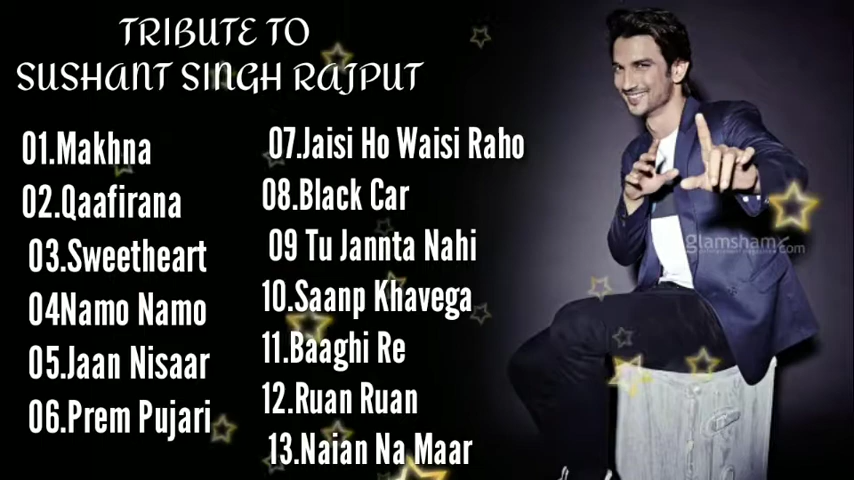 TRIBUTE TO
SUSHANT SINGH RAJPUT
01.Makhna
02.Qaafirana
03.Sweetheart
04Namo Namo
05.Jaan Nisaar
06.Prem Pujari
07.Jaisi Ho Waisi Raho
08.Black Car
09 Tu Jannta Nahi
10.Saanp Khavega
11.Baaghi Re
12.Ruan Ruan
13.Naian Na Maar
glamsham.com